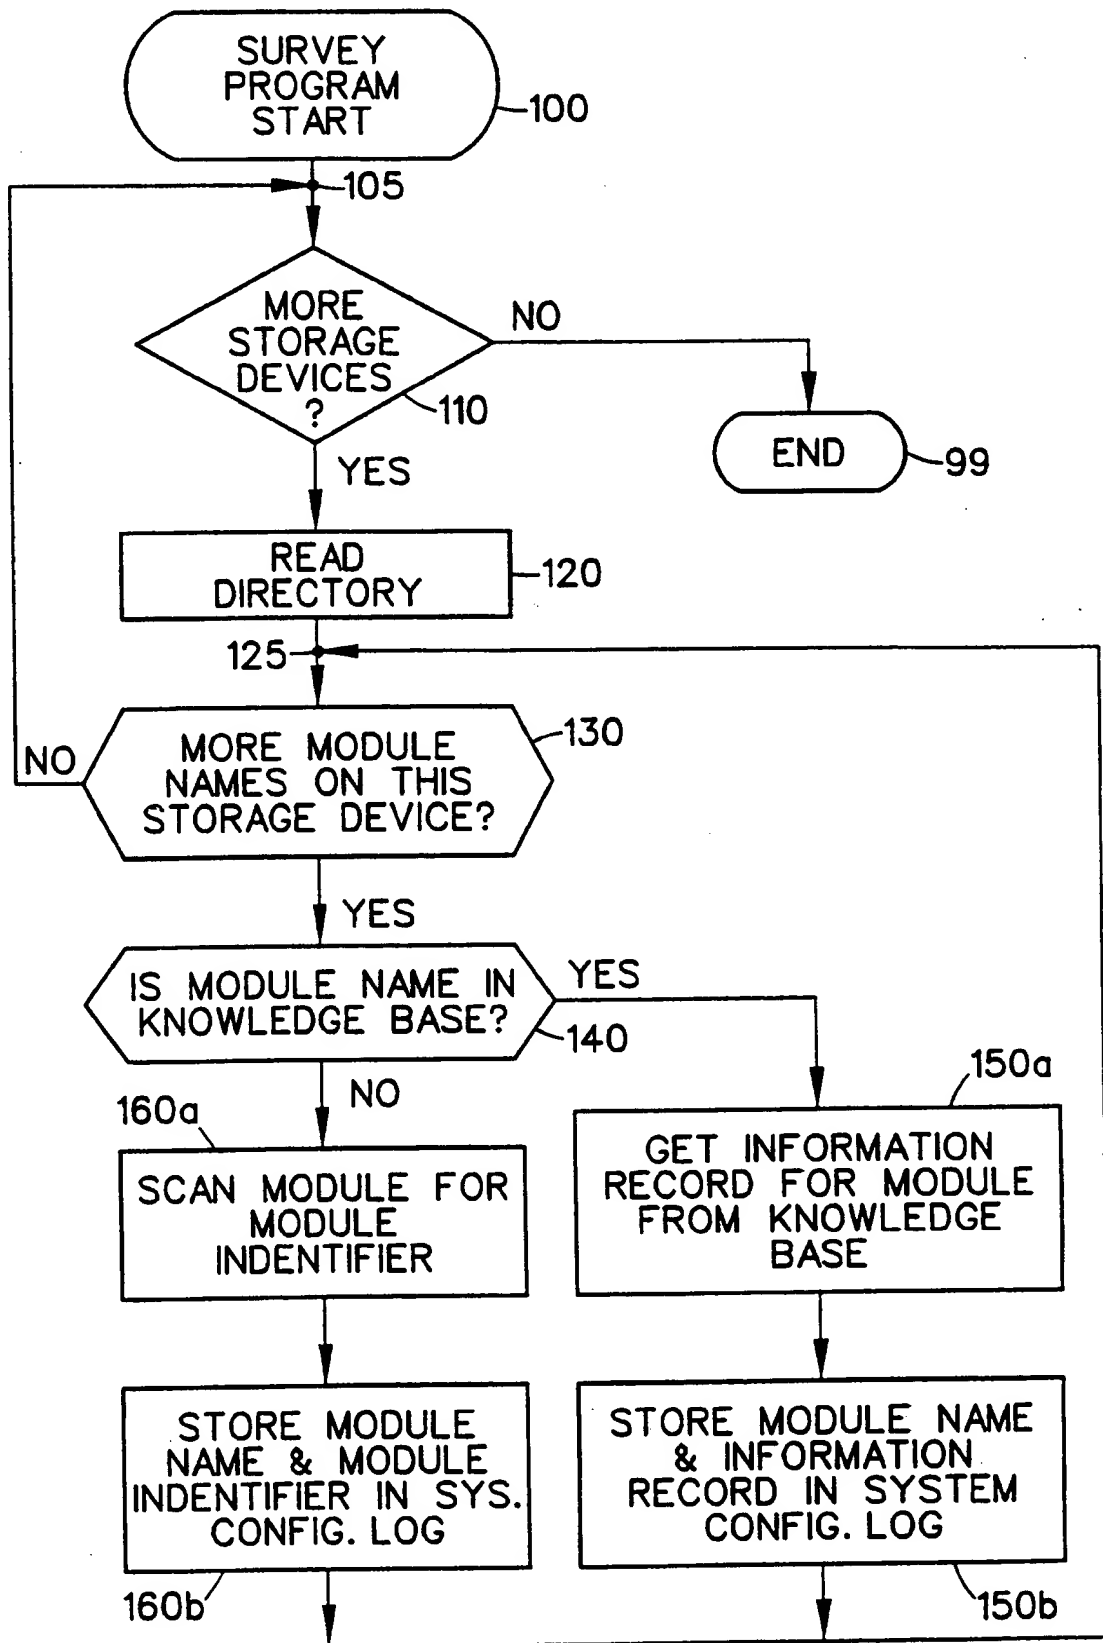 SURVEY
PROGRAM
START
100
105
MORE
STORAGE
DEVICES
?
110
NO
END
99
YES
READ
DIRECTORY
120
125
MORE MODULE
NAMES ON THIS
STORAGE DEVICE?
130
NO
YES
IS MODULE NAME IN
KNOWLEDGE BASE?
140
YES
NO
160a
SCAN MODULE FOR
MODULE
INDENTIFIER
150a
GET INFORMATION
RECORD FOR MODULE
FROM KNOWLEDGE
BASE
STORE MODULE
NAME & MODULE
INDENTIFIER IN SYS.
CONFIG. LOG
160b
STORE MODULE NAME
& INFORMATION
RECORD IN SYSTEM
CONFIG. LOG
150b